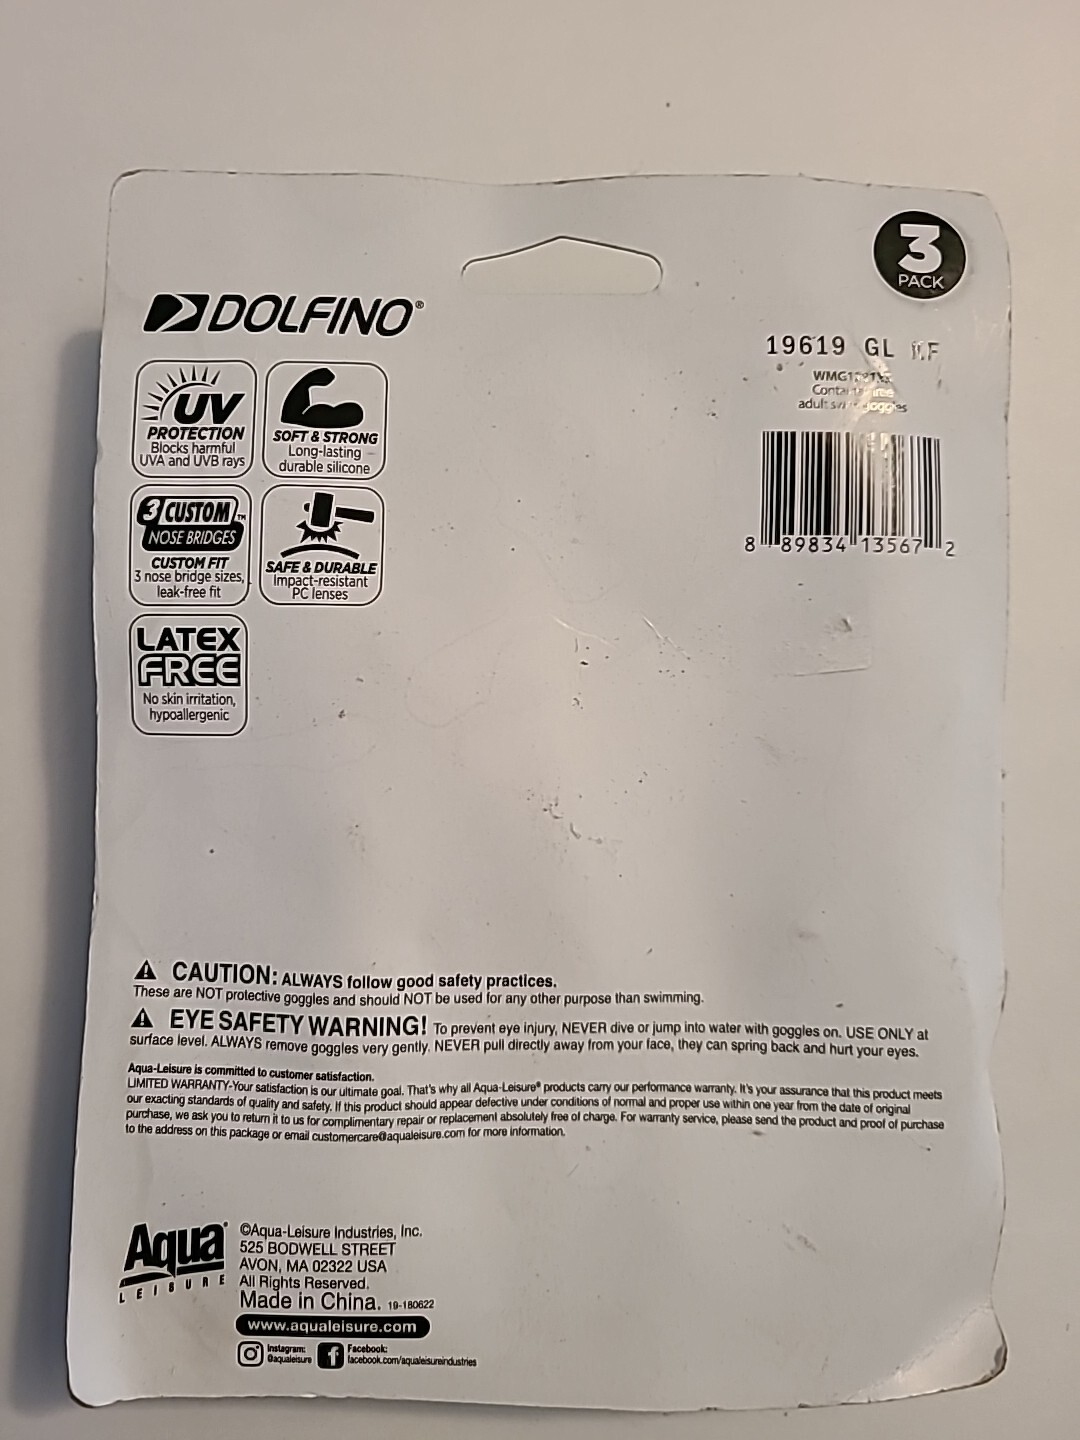 3
PACK
DOLFINO®
19619 GL
UV
PROTECTION
Blocks harmful
UVA and UVB rays
SOFT & STRONG
Long-lasting
durable silicone
3 CUSTOM™
NOSE BRIDGES
CUSTOM FIT
3 nose bridge sizes,
leak-free fit
SAFE & DURABLE
Impact-resistant
PC lenses
LATEX
FREE
No skin irritation,
hypoallergenic
adult goggles
8 89834 13567 2
CAUTION: ALWAYS follow good safety practices.
These are NOT protective goggles and should NOT be used for any other purpose than swimming.
EYE SAFETY WARNING! To prevent eye injury, NEVER dive or jump into water with goggles on. USE ONLY at
surface level. ALWAYS remove goggles very gently. NEVER pull directly away from your face, they can spring back and hurt your eyes.
Aqua-Leisure is committed to customer satisfaction.
LIMITED WARRANTY-Your satisfaction is our ultimate goal. That's why all Aqua-Leisure® products carry our performance warranty. It's your assurance that this product meets
our exacting standards of quality and safety. If this product should appear defective under conditions of normal and proper use within one year from the date of original
purchase, we ask you to return it to us for complimentary repair or replacement absolutely free of charge. For warranty service, please send the product and proof of purchase
to the address on this package or email customercare@aqualeisure.com for more information.
Aqua
LEISURE
©Aqua-Leisure Industries, Inc.
525 BODWELL STREET
AVON, MA 02322 USA
All Rights Reserved.
Made in China. 19-180622
www.aqualeisure.com
Instagram:
@aqualeisure
Facebook:
facebook.com/aqualeisureindustries